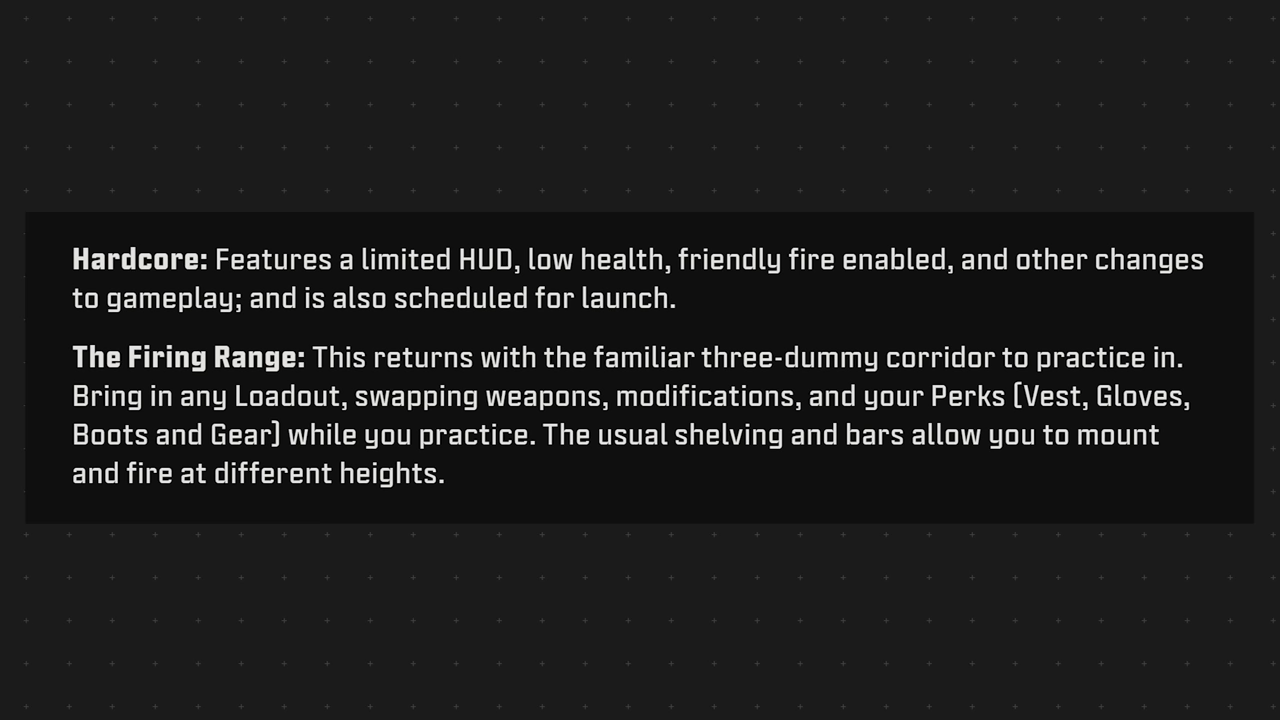 Hardcore: Features a limited HUD, low health, friendly fire enabled, and other changes
to gameplay; and is also scheduled for launch.
The Firing Range: This returns with the familiar three-dummy corridor to practice in.
Bring in any Loadout, swapping weapons, modifications, and your Perks (Vest, Gloves,
Boots and Gear) while you practice. The usual shelving and bars allow you to mount
and fire at different heights.